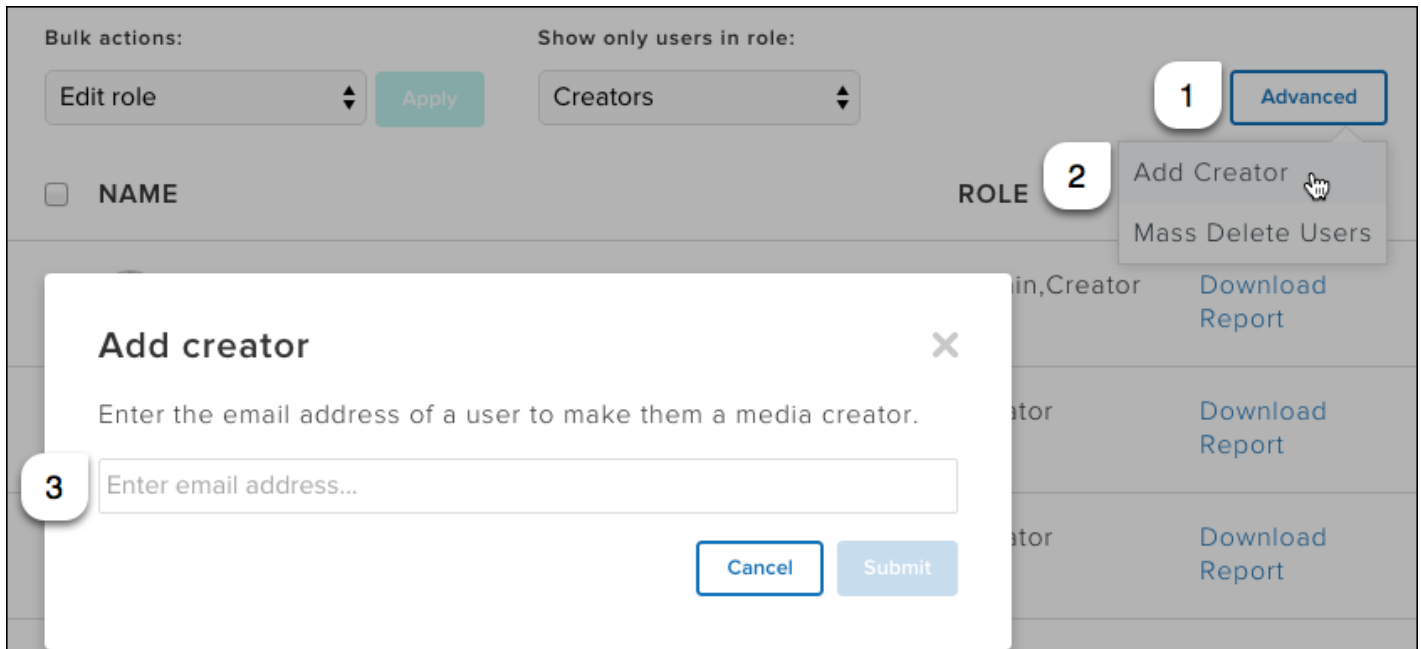 Bulk actions:
Show only users in role:
Edit role
Apply
Creators
1
Advanced
2
Add Creator
Mass Delete Users
NAME
ROLE
in,Creator
Download
Report
Add creator
Enter the email address of a user to make them a media creator.
ator
Download
Report
3
Enter email address...
Cancel
Submit
ator
Download
Report